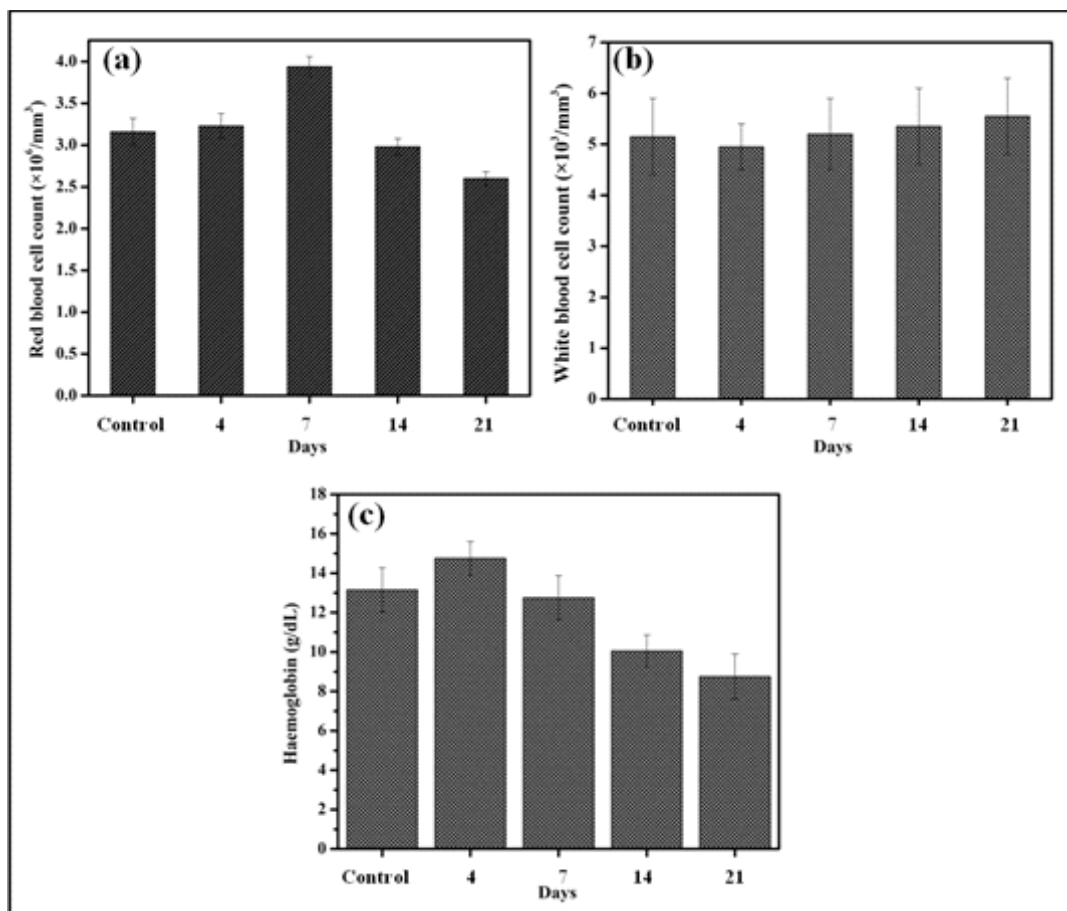 (a)
Red blood cell count (×10⁶/mm³)
4.0
3.5
3.0
2.5
2.0
1.5
1.0
0.5
0.0
Control 4 7 14 21
Days
(b)
White blood cell count (×10³/mm³)
7
6
5
4
3
2
1
0
Control 4 7 14 21
Days
(c)
Haemoglobin (g/dL)
18
16
14
12
10
8
6
4
2
0
Control 4 7 14 21
Days